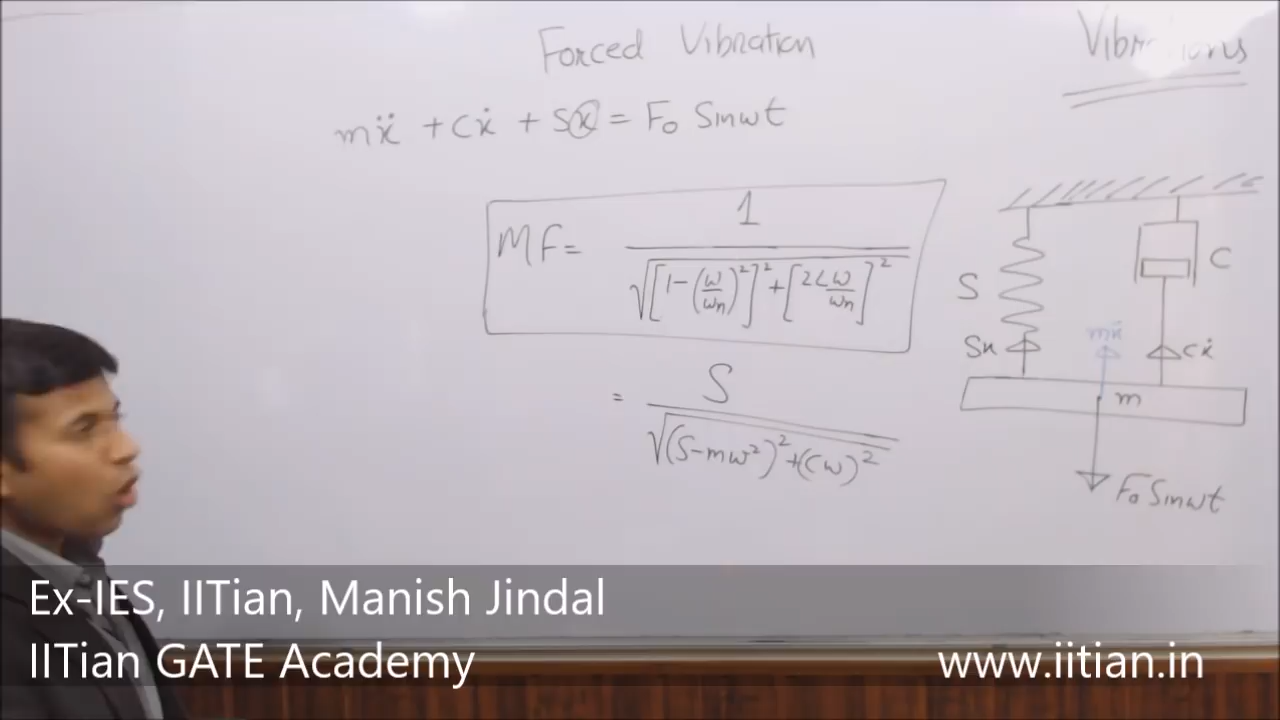 Forced Vibration
Vibrations
mẍ + Cẋ + Sx = F₀ Sinωt
MF = 1 / √([1-(ω/ωn)²]² + [2ζω/ωn]²)
= S / √((S-mω²)² + (Cω)²)
S
C
Sx
mẍ
Cẋ
m
F₀ Sinωt
Ex-IES, IITian, Manish Jindal
IITian GATE Academy
www.iitian.in